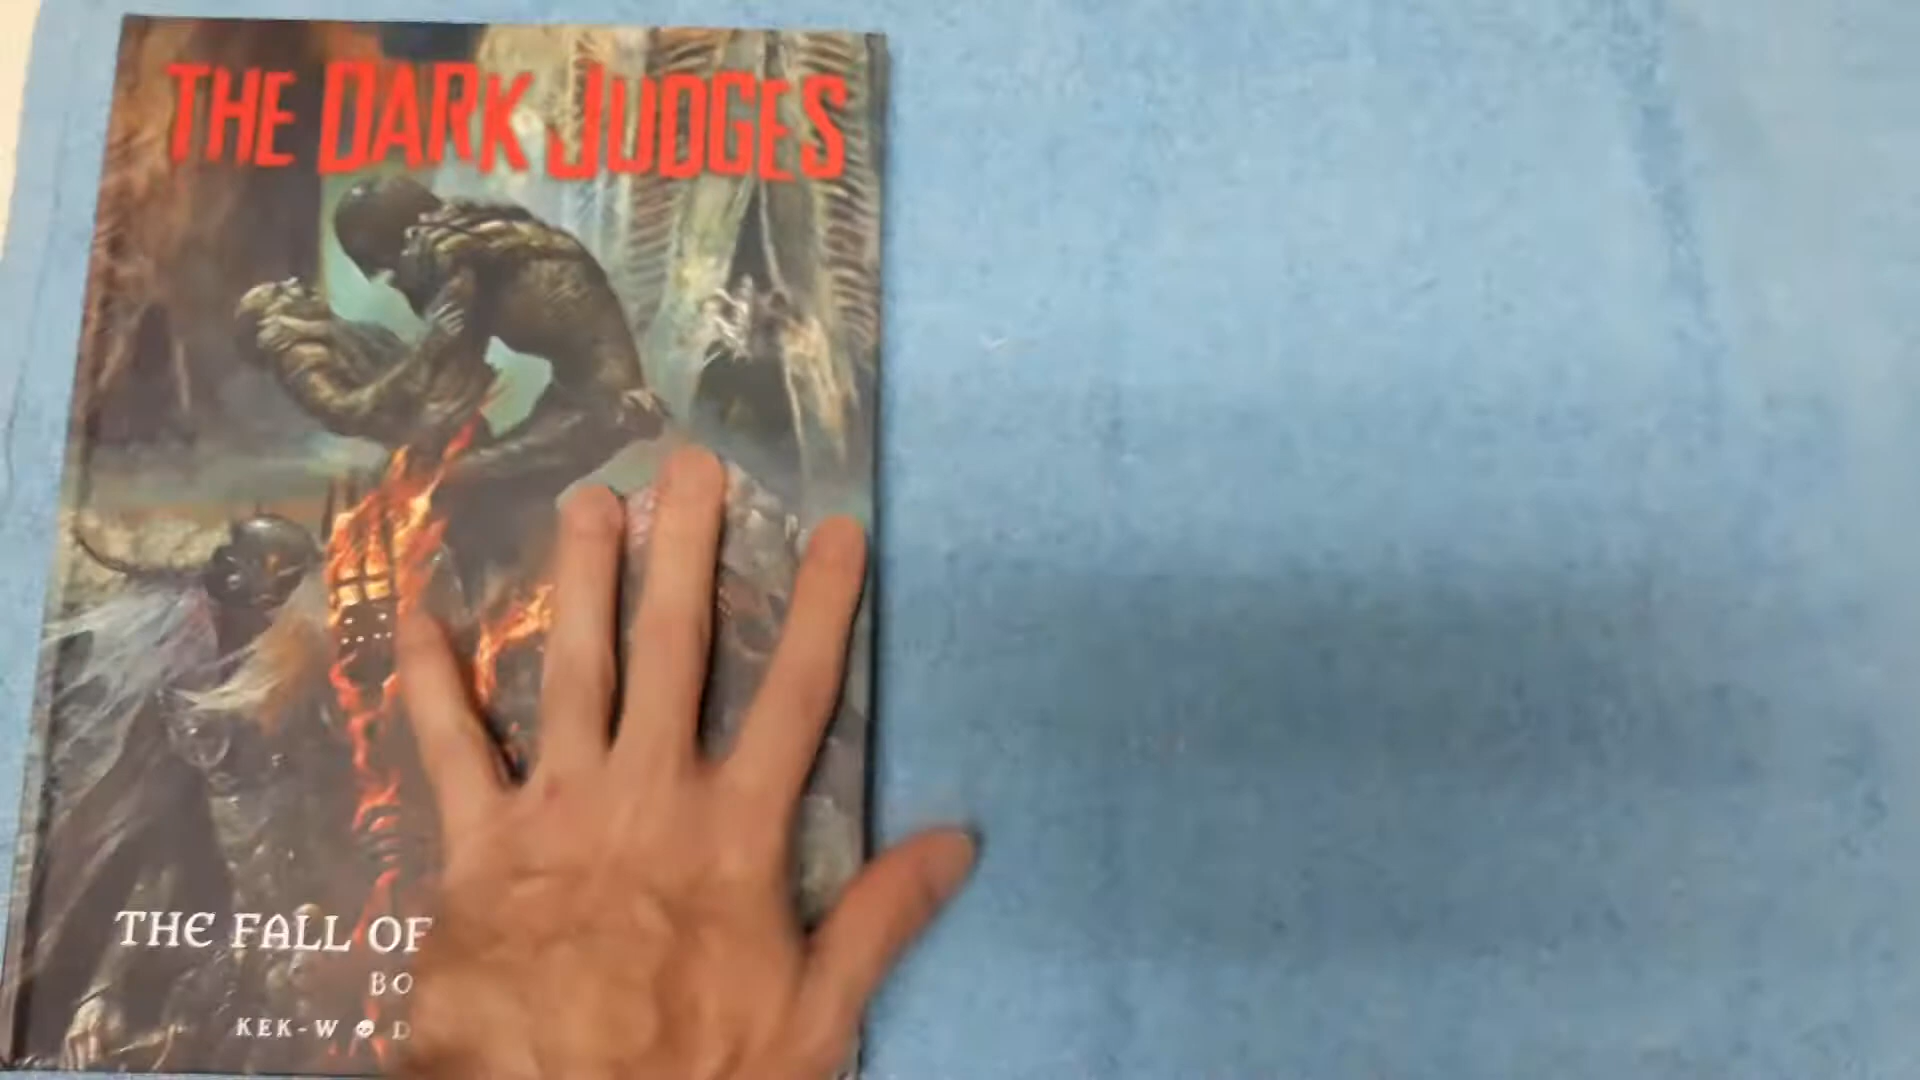 THE DARK JUDGES
THE FALL OF
BO
KEK-W D